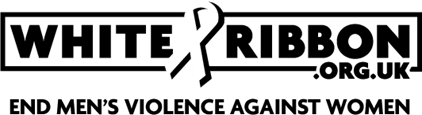 WHITE RIBBON
.ORG.UK
END MEN'S VIOLENCE AGAINST WOMEN